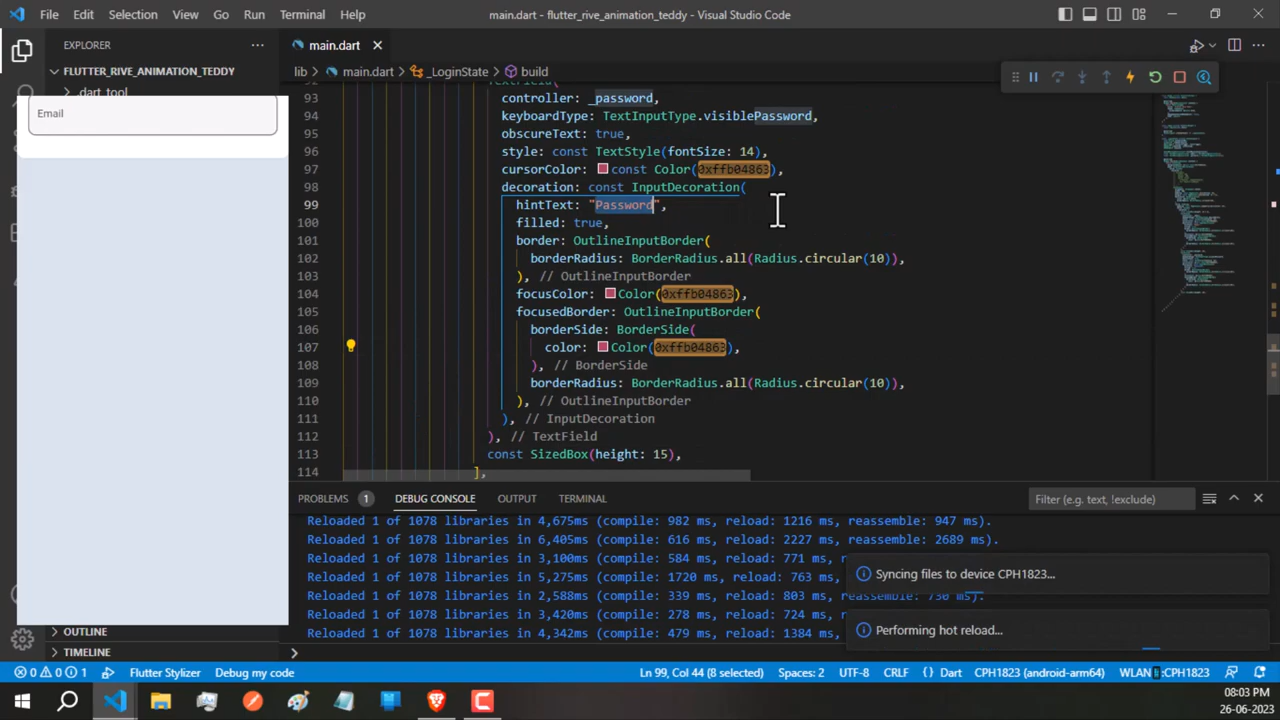 File Edit Selection View Go Run Terminal Help
main.dart - flutter_rive_animation_teddy - Visual Studio Code
EXPLORER
main.dart
FLUTTER_RIVE_ANIMATION_TEDDY
.dart_tool
lib > main.dart > _LoginState > build
Email
93 controller: _password,
94 keyboardType: TextInputType.visiblePassword,
95 obscureText: true,
96 style: const TextStyle(fontSize: 14),
97 cursorColor: const Color(0xffb04863),
98 decoration: const InputDecoration(
99 hintText: "Password",
100 filled: true,
101 border: OutlineInputBorder(
102 borderRadius: BorderRadius.all(Radius.circular(10)),
103 ), // OutlineInputBorder
104 focusColor: Color(0xffb04863),
105 focusedBorder: OutlineInputBorder(
106 borderSide: BorderSide(
107 color: Color(0xffb04863),
108 ), // BorderSide
109 borderRadius: BorderRadius.all(Radius.circular(10)),
110 ), // OutlineInputBorder
111 ), // InputDecoration
112 ), // TextField
113 const SizedBox(height: 15),
114 ],
PROBLEMS 1 DEBUG CONSOLE OUTPUT TERMINAL
Filter (e.g. text, !exclude)
Reloaded 1 of 1078 libraries in 4,675ms (compile: 982 ms, reload: 1216 ms, reassemble: 947 ms).
Reloaded 1 of 1078 libraries in 6,405ms (compile: 616 ms, reload: 2227 ms, reassemble: 2689 ms).
Reloaded 1 of 1078 libraries in 3,100ms (compile: 584 ms, reload: 771 ms,
Reloaded 1 of 1078 libraries in 5,275ms (compile: 1720 ms, reload: 763
Reloaded 1 of 1078 libraries in 2,588ms (compile: 339 ms, reload: 803 ms, reassemble: 730 ms).
Reloaded 1 of 1078 libraries in 3,420ms (compile: 278 ms, reload: 724 ms,
Reloaded 1 of 1078 libraries in 4,342ms (compile: 479 ms, reload: 1384 ms,
Syncing files to device CPH1823...
Performing hot reload...
OUTLINE
TIMELINE
0 0 1 Flutter Stylizer Debug my code
Ln 99, Col 44 (8 selected) Spaces: 2 UTF-8 CRLF {} Dart CPH1823 (android-arm64) WLAN :CPH1823
08:03 PM
26-06-2023